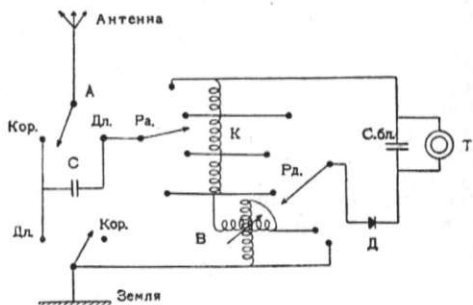 Антенна
А
Кор.
Дл.
Ра.
К
С
С.бл.
Т
Рд.
Дл.
Кор.
В
Д
Земля